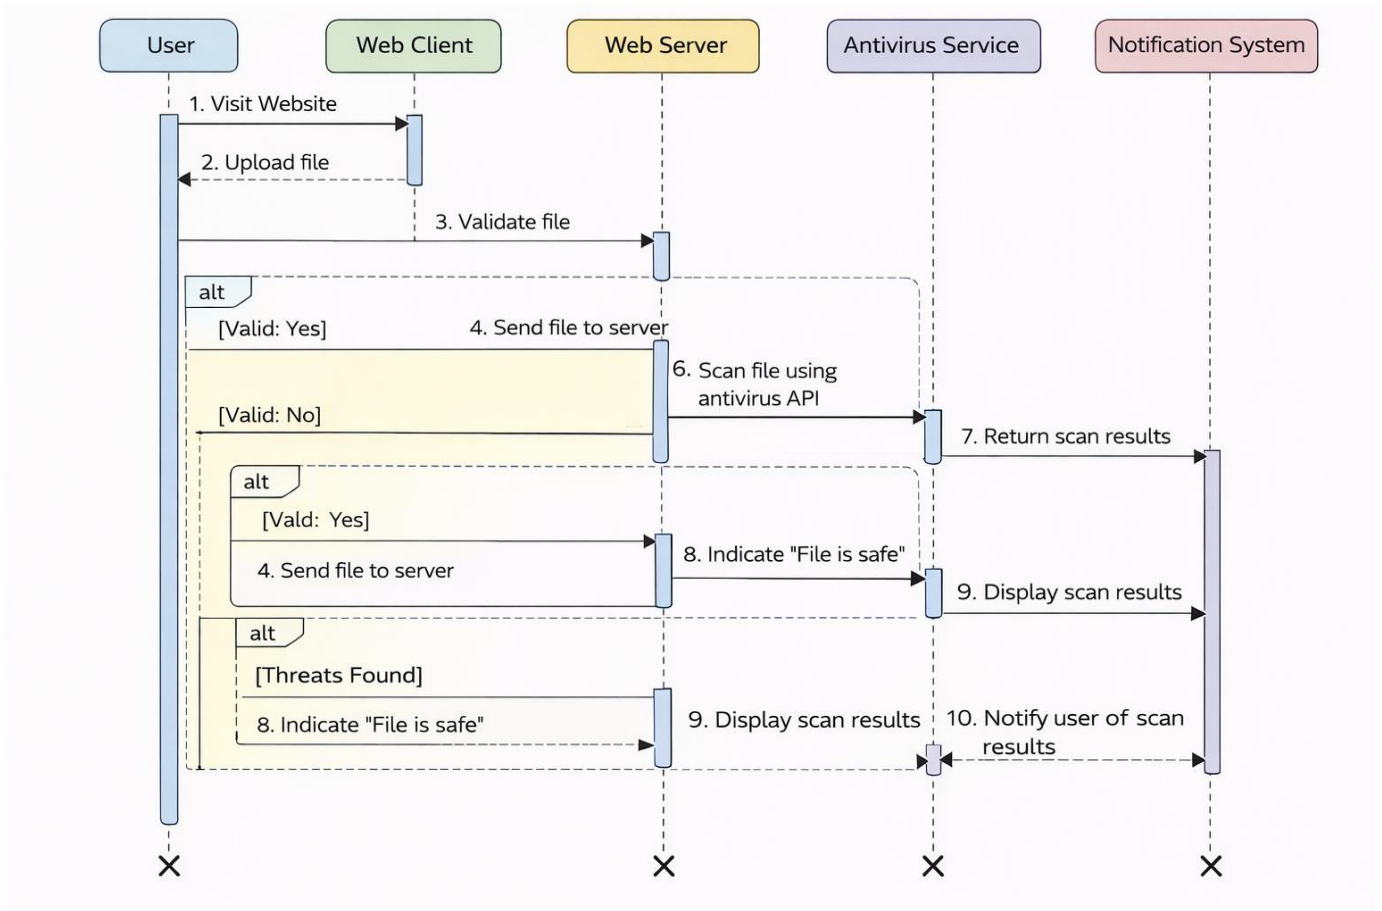 User
Web Client
Web Server
Antivirus Service
Notification System
1. Visit Website
2. Upload file
3. Validate file
alt
[Valid: Yes]
4. Send file to server
6. Scan file using
antivirus API
[Valid: No]
7. Return scan results
alt
[Vald: Yes]
8. Indicate "File is safe"
4. Send file to server
9. Display scan results
alt
[Threats Found]
8. Indicate "File is safe"
9. Display scan results
10. Notify user of scan
results